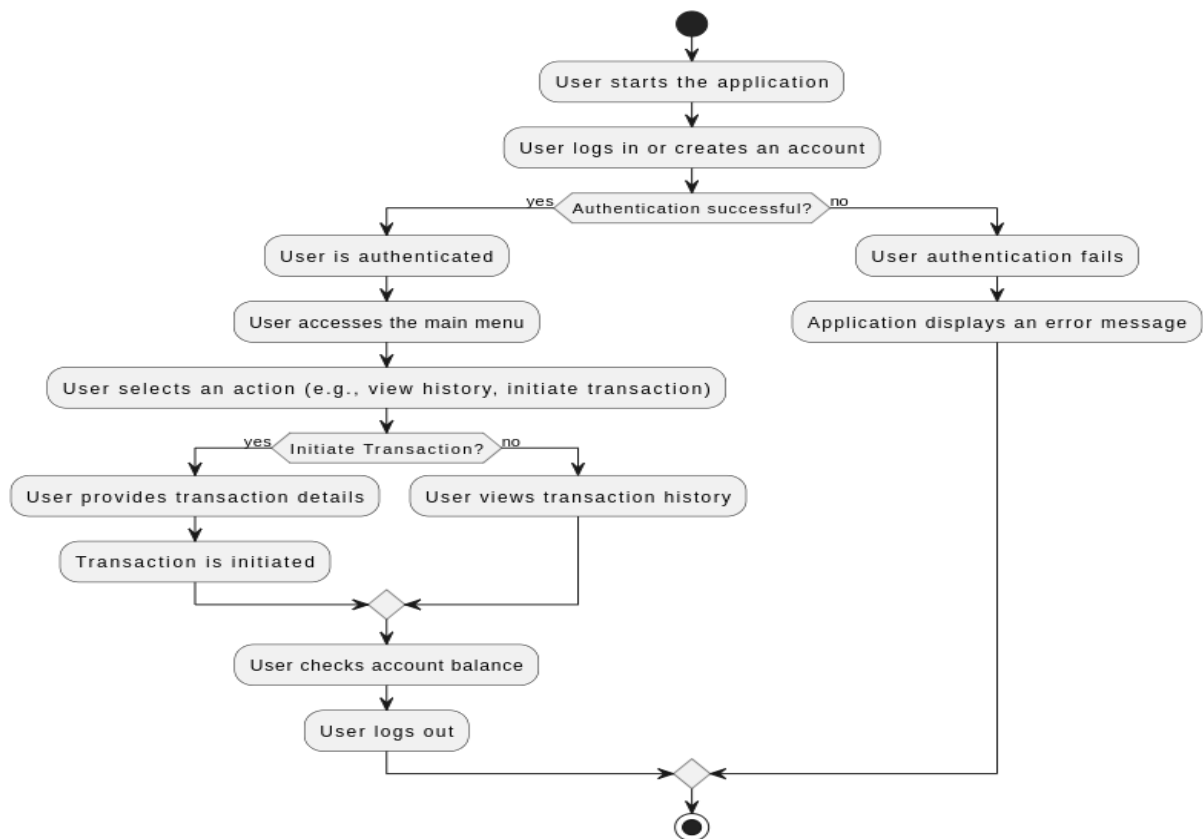 User starts the application
User logs in or creates an account
yes
Authentication successful?
no
User is authenticated
User authentication fails
User accesses the main menu
Application displays an error message
User selects an action (e.g., view history, initiate transaction)
yes
Initiate Transaction?
no
User provides transaction details
User views transaction history
Transaction is initiated
User checks account balance
User logs out